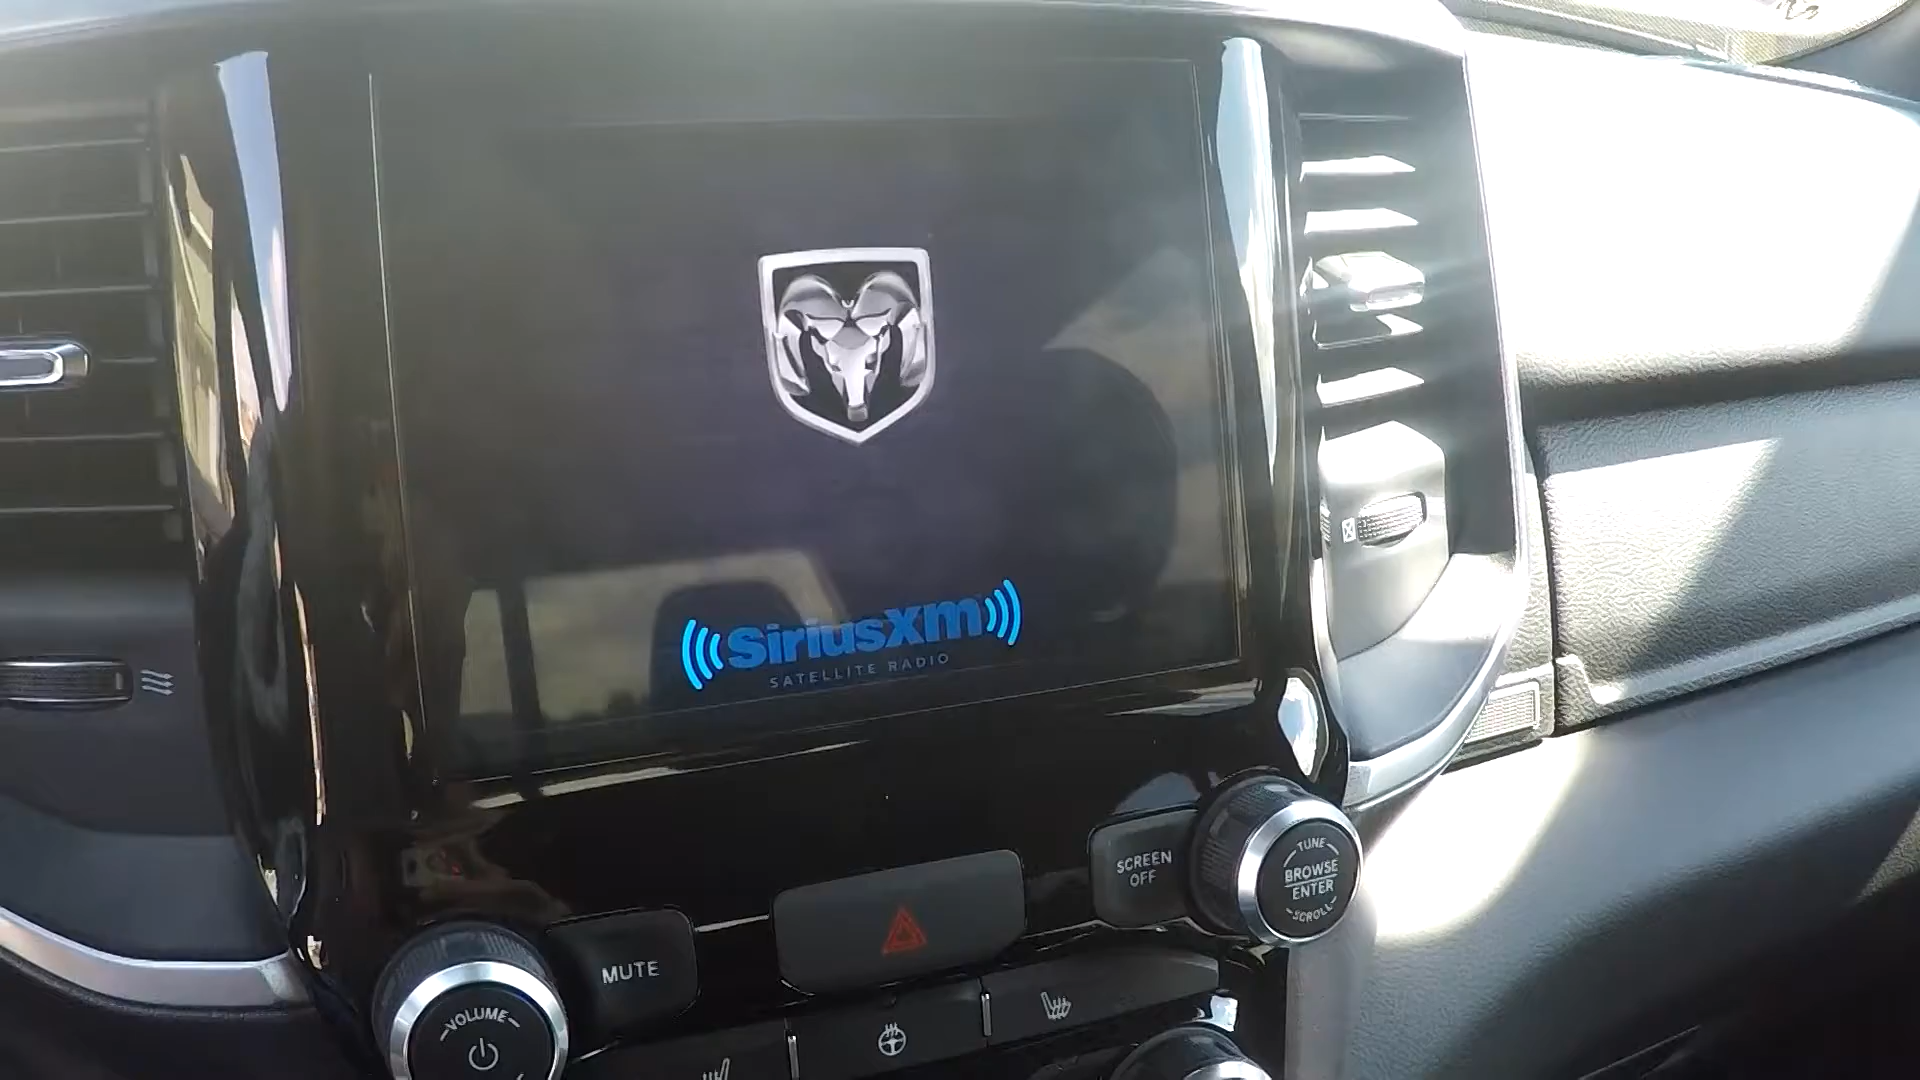 SiriusXM
SATELLITE RADIO
SCREEN
OFF
TUNE
BROWSE
ENTER
SCROLL
MUTE
VOLUME